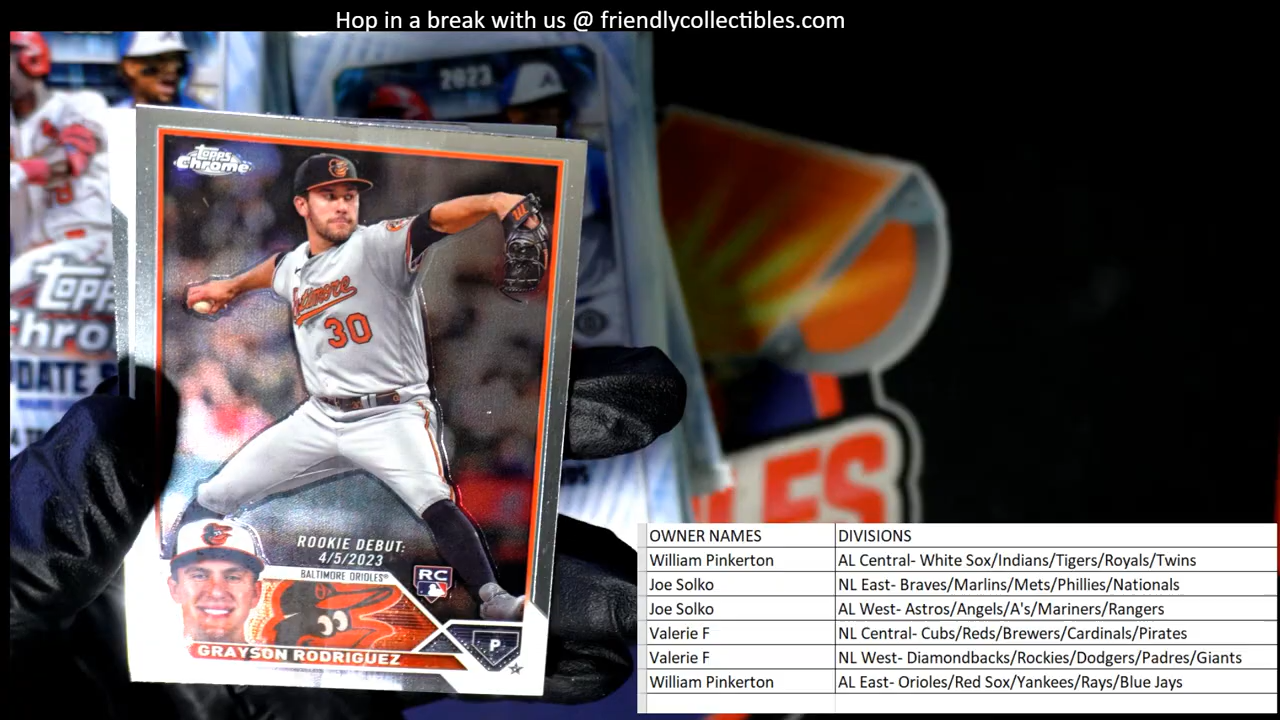 Hop in a break with us @ friendlycollectibles.com
2023
Topps
Chrome
Baltimore
30
ROOKIE DEBUT:
4/5/2023
BALTIMORE ORIOLES
RC
GRAYSON RODRIGUEZ
P
OWNER NAMES DIVISIONS
William Pinkerton AL Central- White Sox/Indians/Tigers/Royals/Twins
Joe Solko NL East- Braves/Marlins/Mets/Phillies/Nationals
Joe Solko AL West- Astros/Angels/A's/Mariners/Rangers
Valerie F NL Central- Cubs/Reds/Brewers/Cardinals/Pirates
Valerie F NL West- Diamondbacks/Rockies/Dodgers/Padres/Giants
William Pinkerton AL East- Orioles/Red Sox/Yankees/Rays/Blue Jays